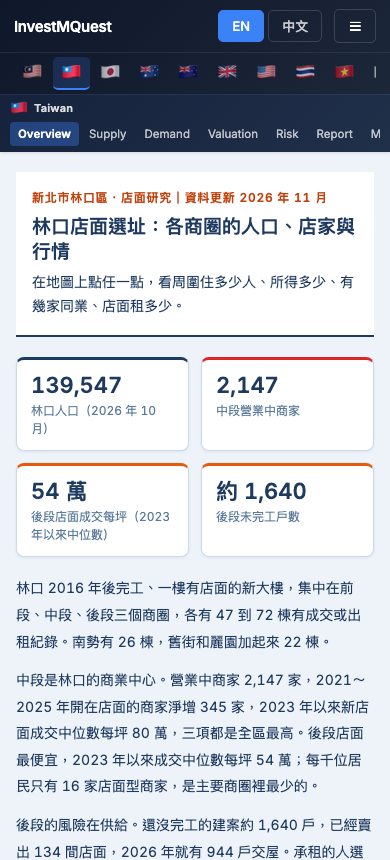 InvestMQuest
EN
中文
Taiwan
Overview Supply Demand Valuation Risk Report M
新北市林口區 · 店面研究｜資料更新 2026 年 11 月
林口店面選址：各商圈的人口、店家與
行情
在地圖上點任一點，看周圍住多少人、所得多少、有
幾家同業、店面租多少。
139,547
林口人口（2026 年 10
月）
2,147
中段營業中商家
54 萬
後段店面成交每坪（2023
年以來中位數）
約 1,640
後段未完工戶數
林口 2016 年後完工、一樓有店面的新大樓，集中在前
段、中段、後段三個商圈，各有 47 到 72 棟有成交或出
租紀錄。南勢有 26 棟，舊街和麗園加起來 22 棟。
中段是林口的商業中心。營業中商家 2,147 家，2021～
2025 年開在店面的商家淨增 345 家，2023 年以來新店
面成交中位數每坪 80 萬，三項都是全區最高。後段店面
最便宜，2023 年以來成交中位數每坪 54 萬；每千位居
民只有 16 家店面型商家，是主要商圈裡最少的。
後段的風險在供給。還沒完工的建案約 1,640 戶，已經賣
出 134 間店面，2026 年就有 944 戶交屋。承租的人選